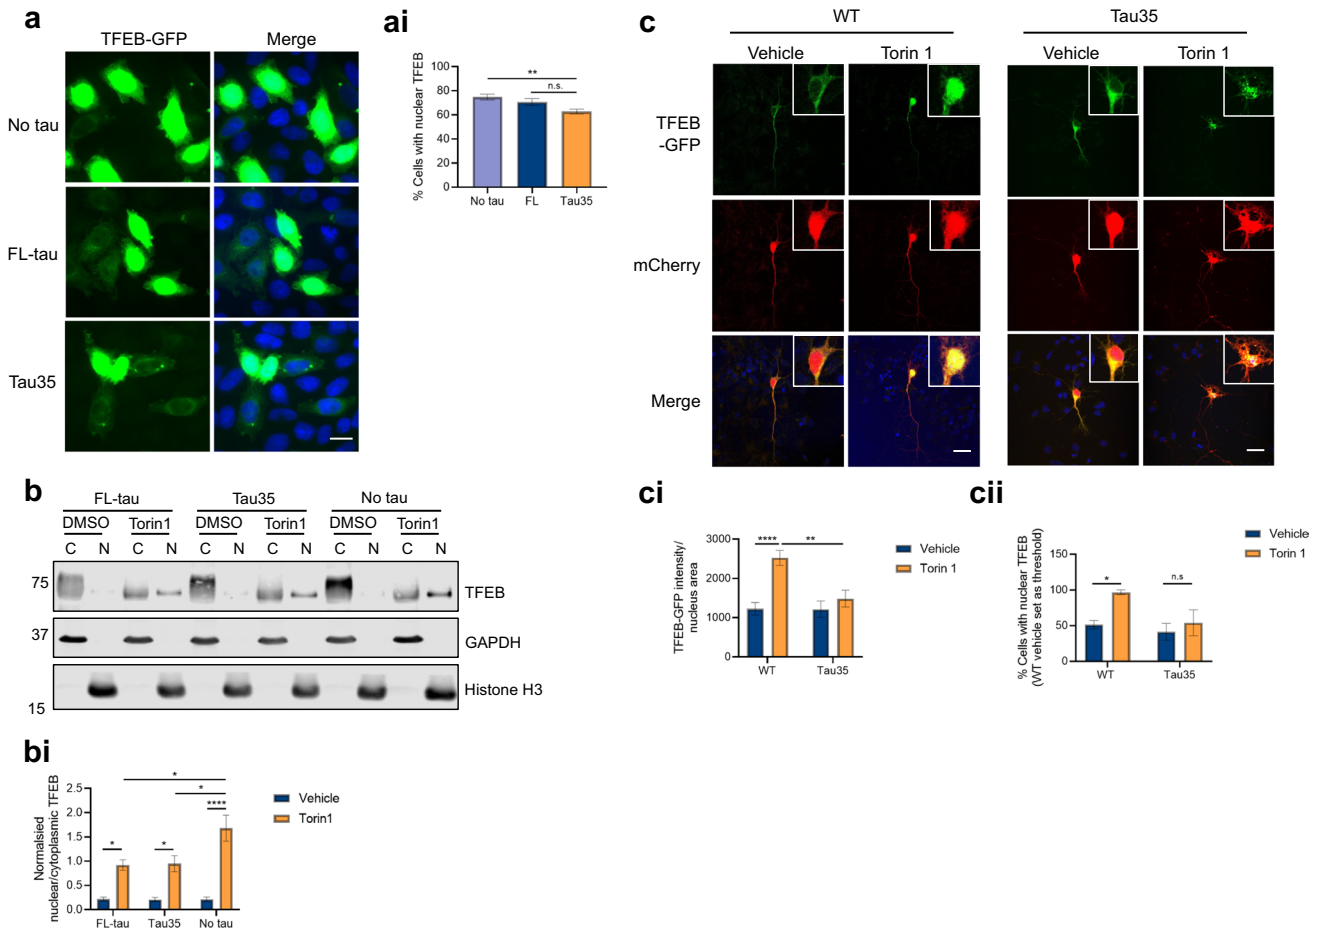 a
TFEB-GFP Merge
No tau
FL-tau
Tau35
ai
% Cells with nuclear TFEB
100
80
60
40
20
0
**
n.s.
No tau FL Tau35
b
FL-tau Tau35 No tau
DMSO Torin1 DMSO Torin1 DMSO Torin1
C N C N C N C N C N C N
75 TFEB
37 GAPDH
Histone H3
15
bi
Normalsied
nuclear/cytoplasmic TFEB
2.5
2.0
1.5
1.0
0.5
0.0
*
*
****
* *
FL-tau Tau35 No tau
Vehicle
Torin1
c
WT Tau35
Vehicle Torin 1 Vehicle Torin 1
TFEB
-GFP
mCherry
Merge
ci
TFEB-GFP intensity/
nucleus area
3000
2000
1000
0
**** **
WT Tau35
Vehicle
Torin 1
cii
% Cells with nuclear TFEB
(WT vehicle set as threshold)
150
100
50
0
* n.s
WT Tau35
Vehicle
Torin 1